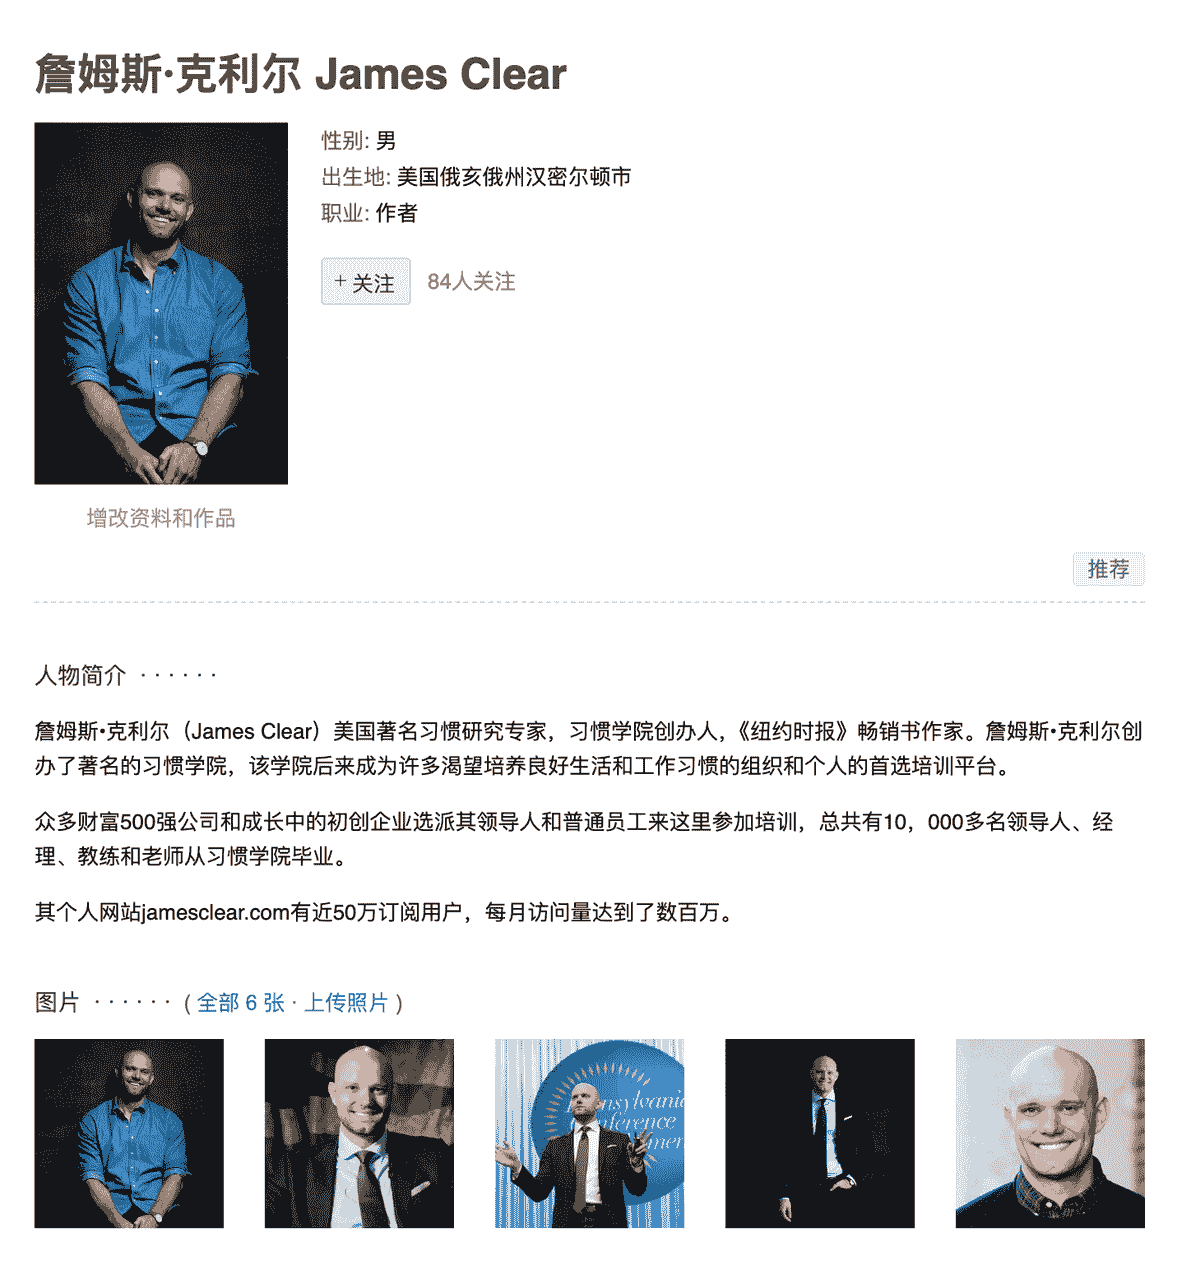 詹姆斯·克利尔 James Clear
性别: 男
出生地: 美国俄亥俄州汉密尔顿市
职业: 作者
+ 关注 84人关注
增改资料和作品
推荐
人物简介 · · · · · ·
詹姆斯•克利尔（James Clear）美国著名习惯研究专家，习惯学院创办人，《纽约时报》畅销书作家。詹姆斯•克利尔创
办了著名的习惯学院，该学院后来成为许多渴望培养良好生活和工作习惯的组织和个人的首选培训平台。
众多财富500强公司和成长中的初创企业选派其领导人和普通员工来这里参加培训，总共有10，000多名领导人、经
理、教练和老师从习惯学院毕业。
其个人网站jamesclear.com有近50万订阅用户，每月访问量达到了数百万。
图片 · · · · · · ( 全部 6 张 · 上传照片 )